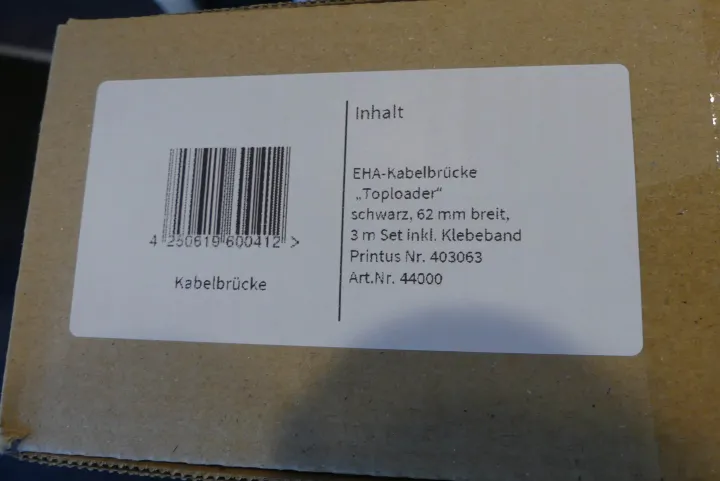 Inhalt
4 250619 600412 >
Kabelbrücke
EHA-Kabelbrücke
„Toploader“
schwarz, 62 mm breit,
3 m Set inkl. Klebeband
Printus Nr. 403063
Art.Nr. 44000